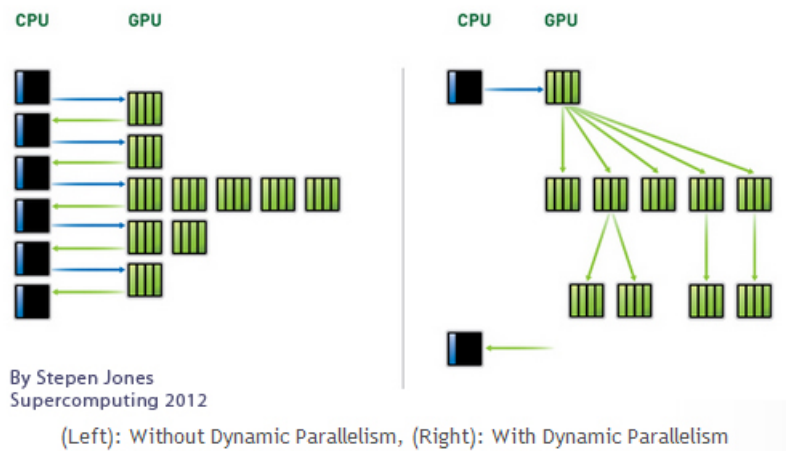 CPU GPU
CPU GPU
By Stepen Jones
Supercomputing 2012
(Left): Without Dynamic Parallelism, (Right): With Dynamic Parallelism